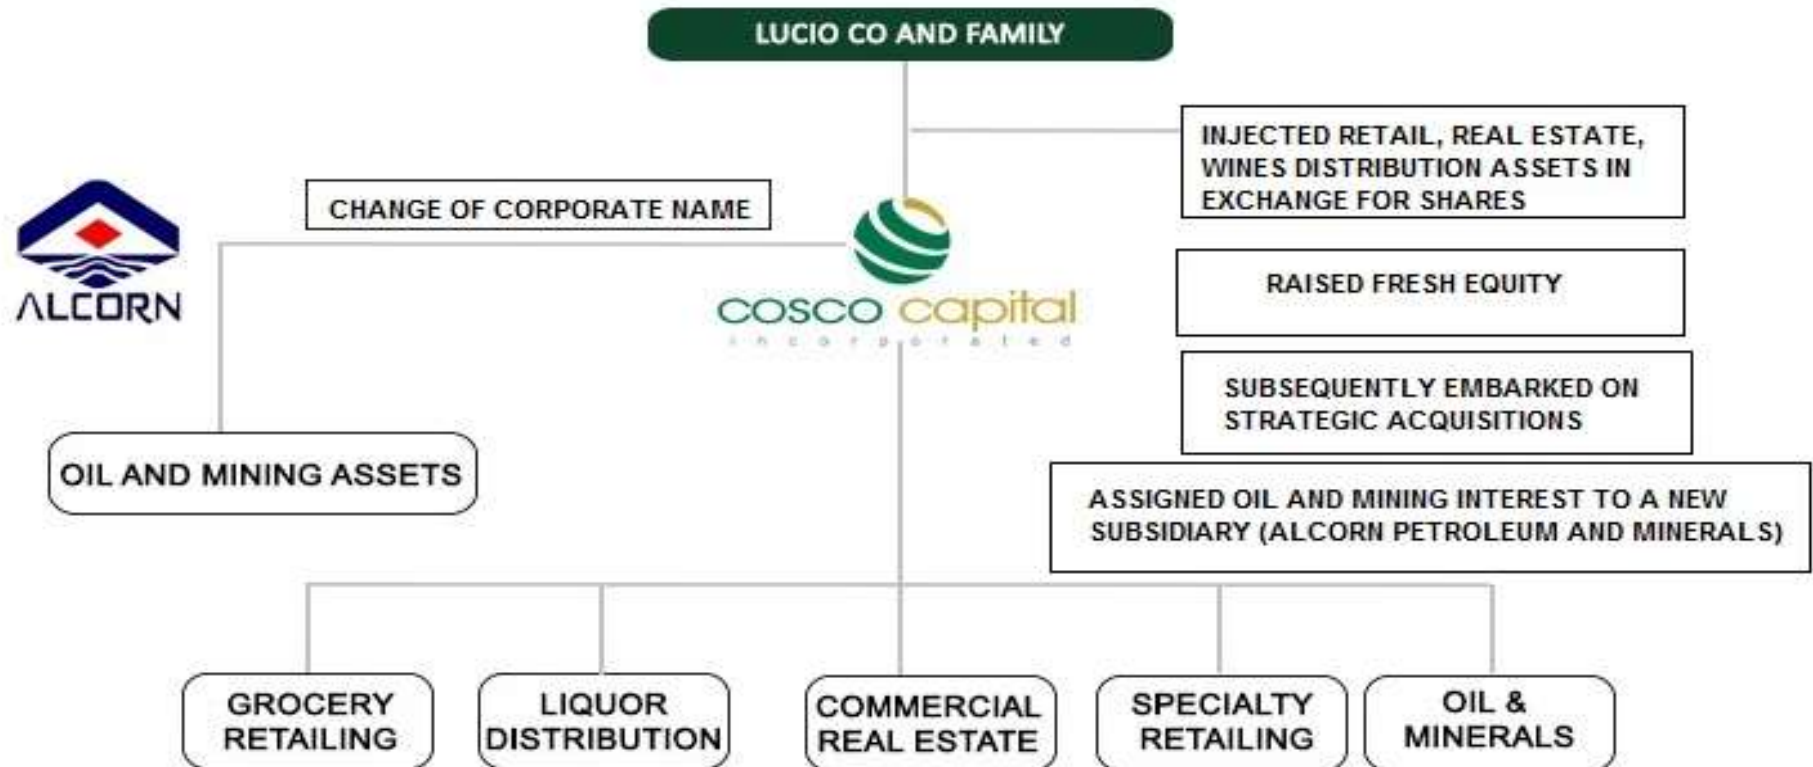 LUCIO CO AND FAMILY
INJECTED RETAIL, REAL ESTATE,
WINES DISTRIBUTION ASSETS IN
EXCHANGE FOR SHARES
CHANGE OF CORPORATE NAME
ALCORN
cosco capital
incorporated
RAISED FRESH EQUITY
SUBSEQUENTLY EMBARKED ON
STRATEGIC ACQUISITIONS
OIL AND MINING ASSETS
ASSIGNED OIL AND MINING INTEREST TO A NEW
SUBSIDIARY (ALCORN PETROLEUM AND MINERALS)
GROCERY
RETAILING
LIQUOR
DISTRIBUTION
COMMERCIAL
REAL ESTATE
SPECIALTY
RETAILING
OIL &
MINERALS